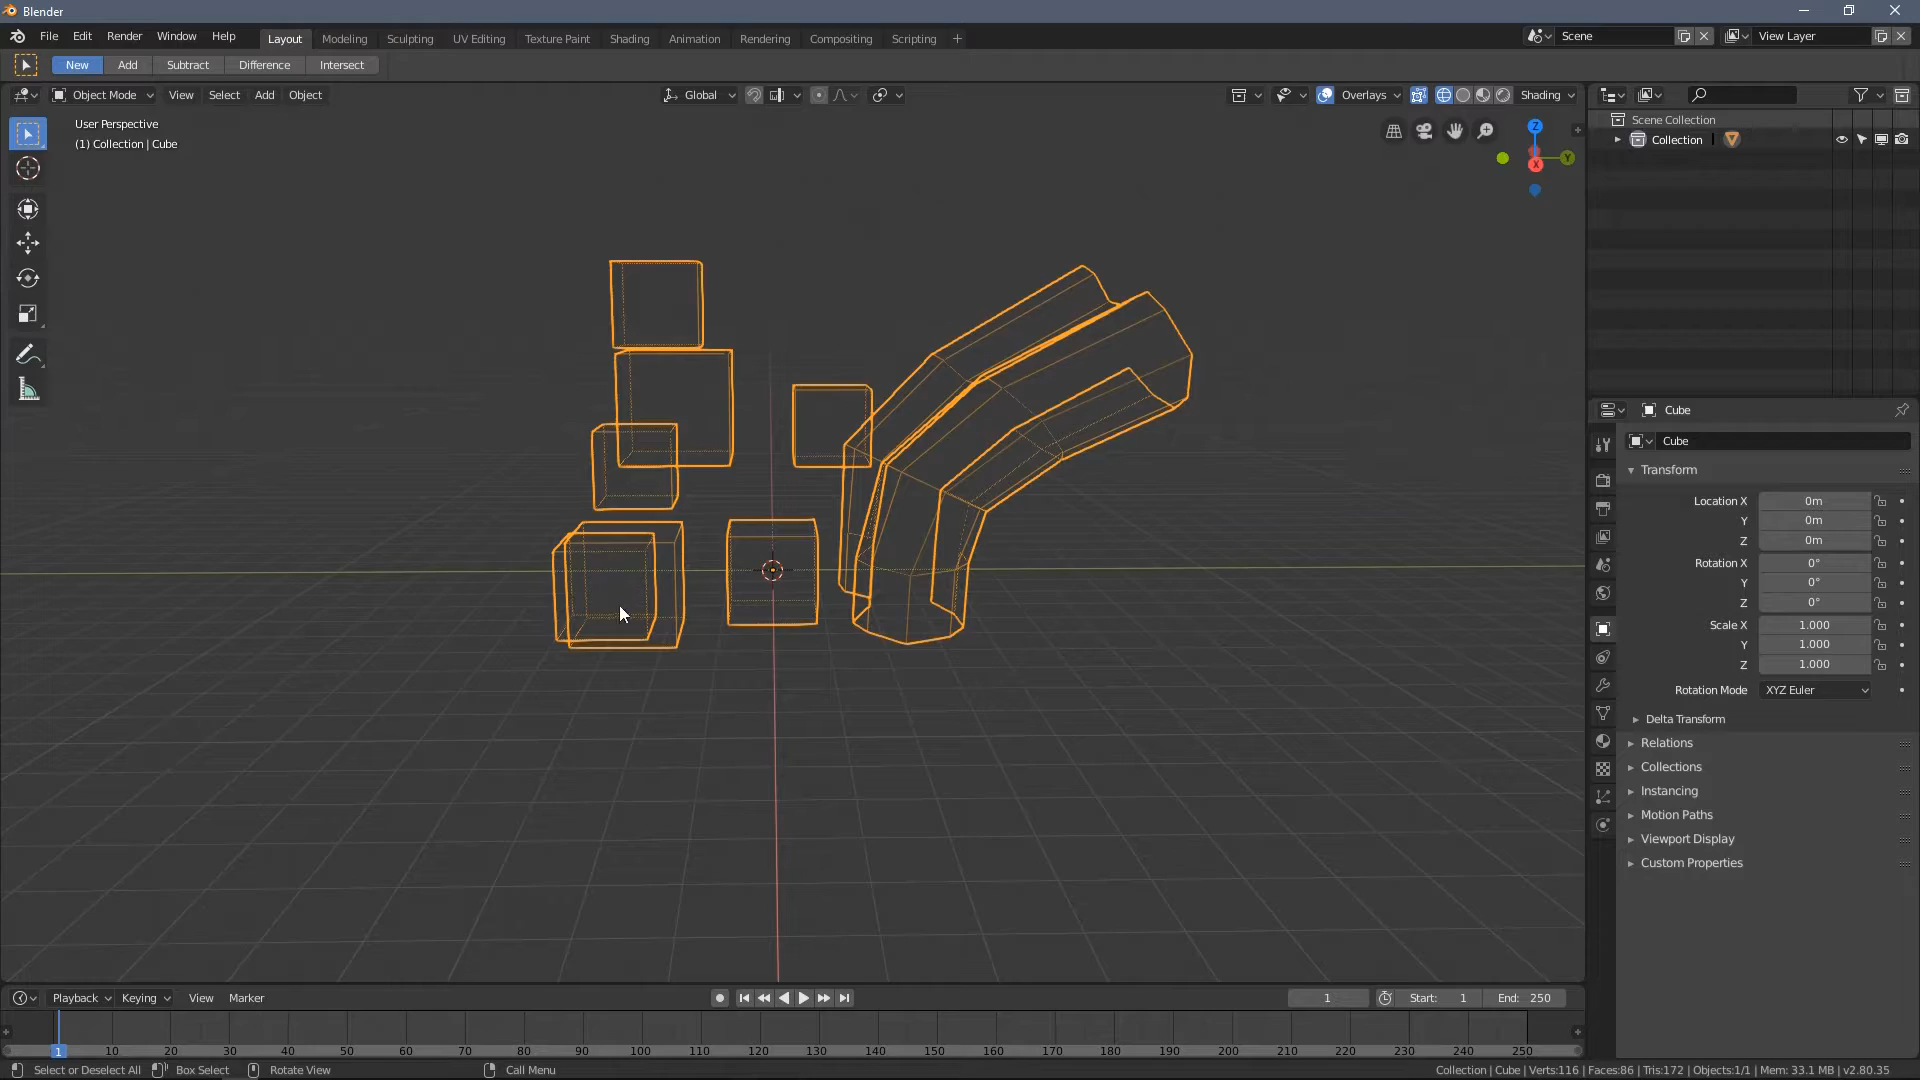 Blender
File Edit Render Window Help Layout Modeling Sculpting UV Editing Texture Paint Shading Animation Rendering Compositing Scripting + Scene View Layer
New Add Subtract Difference Intersect
Object Mode View Select Add Object Global Overlays Shading
User Perspective
(1) Collection | Cube
Z
Y
X
Scene Collection
Collection
Cube
Cube
Transform
Location X 0m
Y 0m
Z 0m
Rotation X 0°
Y 0°
Z 0°
Scale X 1.000
Y 1.000
Z 1.000
Rotation Mode XYZ Euler
Delta Transform
Relations
Collections
Instancing
Motion Paths
Viewport Display
Custom Properties
Playback Keying View Marker 1 Start: 1 End: 250
1 10 20 30 40 50 60 70 80 90 100 110 120 130 140 150 160 170 180 190 200 210 220 230 240 250
Select or Deselect All Box Select Rotate View Call Menu Collection | Cube | Verts:116 | Faces:86 | Tris:172 | Objects:1/1 | Mem: 33.1 MB | v2.80.35